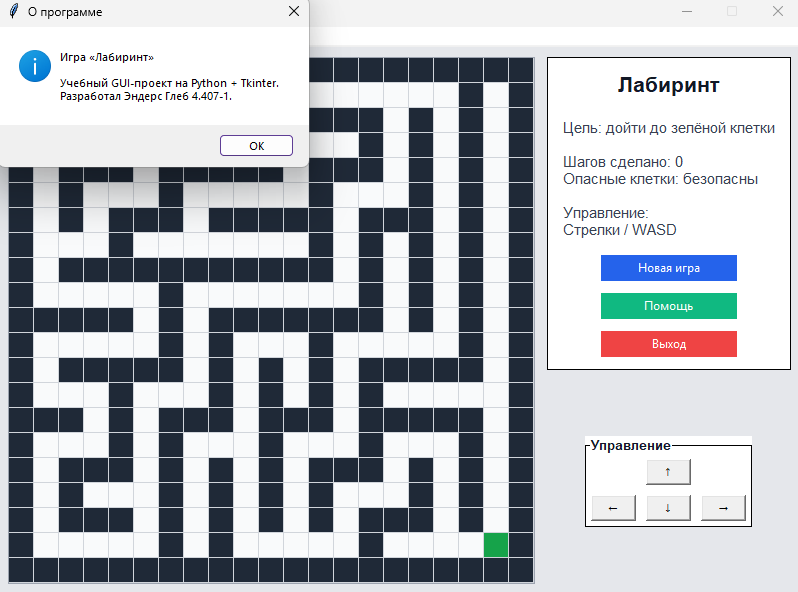 О программе
Игра «Лабиринт»
Учебный GUI-проект на Python + Tkinter.
Разработал Эндерс Глеб 4.407-1.
OK
Лабиринт
Цель: дойти до зелёной клетки
Шагов сделано: 0
Опасные клетки: безопасны
Управление:
Стрелки / WASD
Новая игра
Помощь
Выход
Управление
↑
← ↓ →